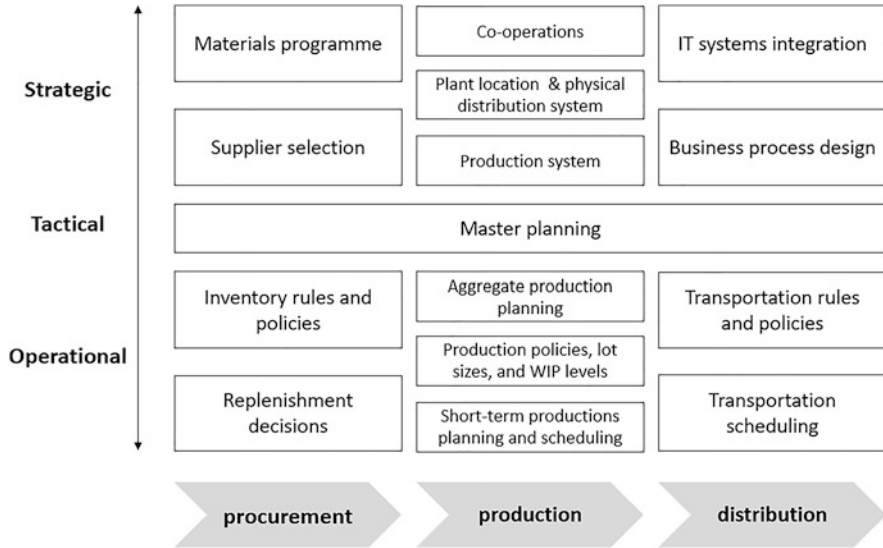 Strategic
Materials programme
Co-operations
IT systems integration
Plant location & physical
distribution system
Supplier selection
Production system
Business process design
Tactical
Master planning
Operational
Inventory rules and
policies
Aggregate production
planning
Transportation rules
and policies
Production policies, lot
sizes, and WIP levels
Replenishment
decisions
Short-term productions
planning and scheduling
Transportation
scheduling
procurement
production
distribution